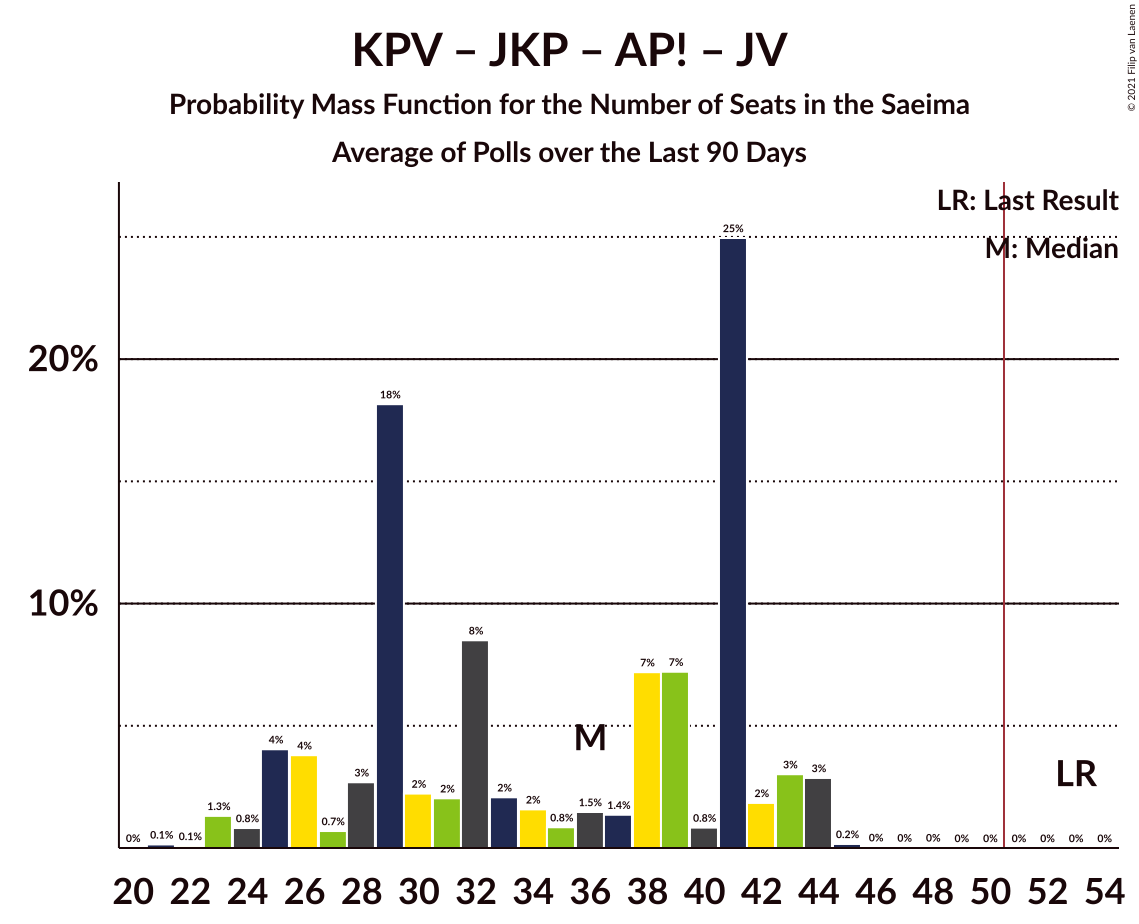 KPV – JKP – AP! – JV
Probability Mass Function for the Number of Seats in the Saeima
Average of Polls over the Last 90 Days
© 2021 Filip van Laenen
LR: Last Result
M: Median
25%
20%
18%
10%
8%
7% 7%
M
4% 4%
3%
3% 3%
LR
2% 2%
2% 2%
2%
1.3%
1.5% 1.4%
0.8%
0.7%
0.8%
0.8%
0% 0.1% 0.1%
0.2% 0% 0% 0% 0% 0% 0% 0% 0% 0%
20 22 24 26 28 30 32 34 36 38 40 42 44 46 48 50 52 54